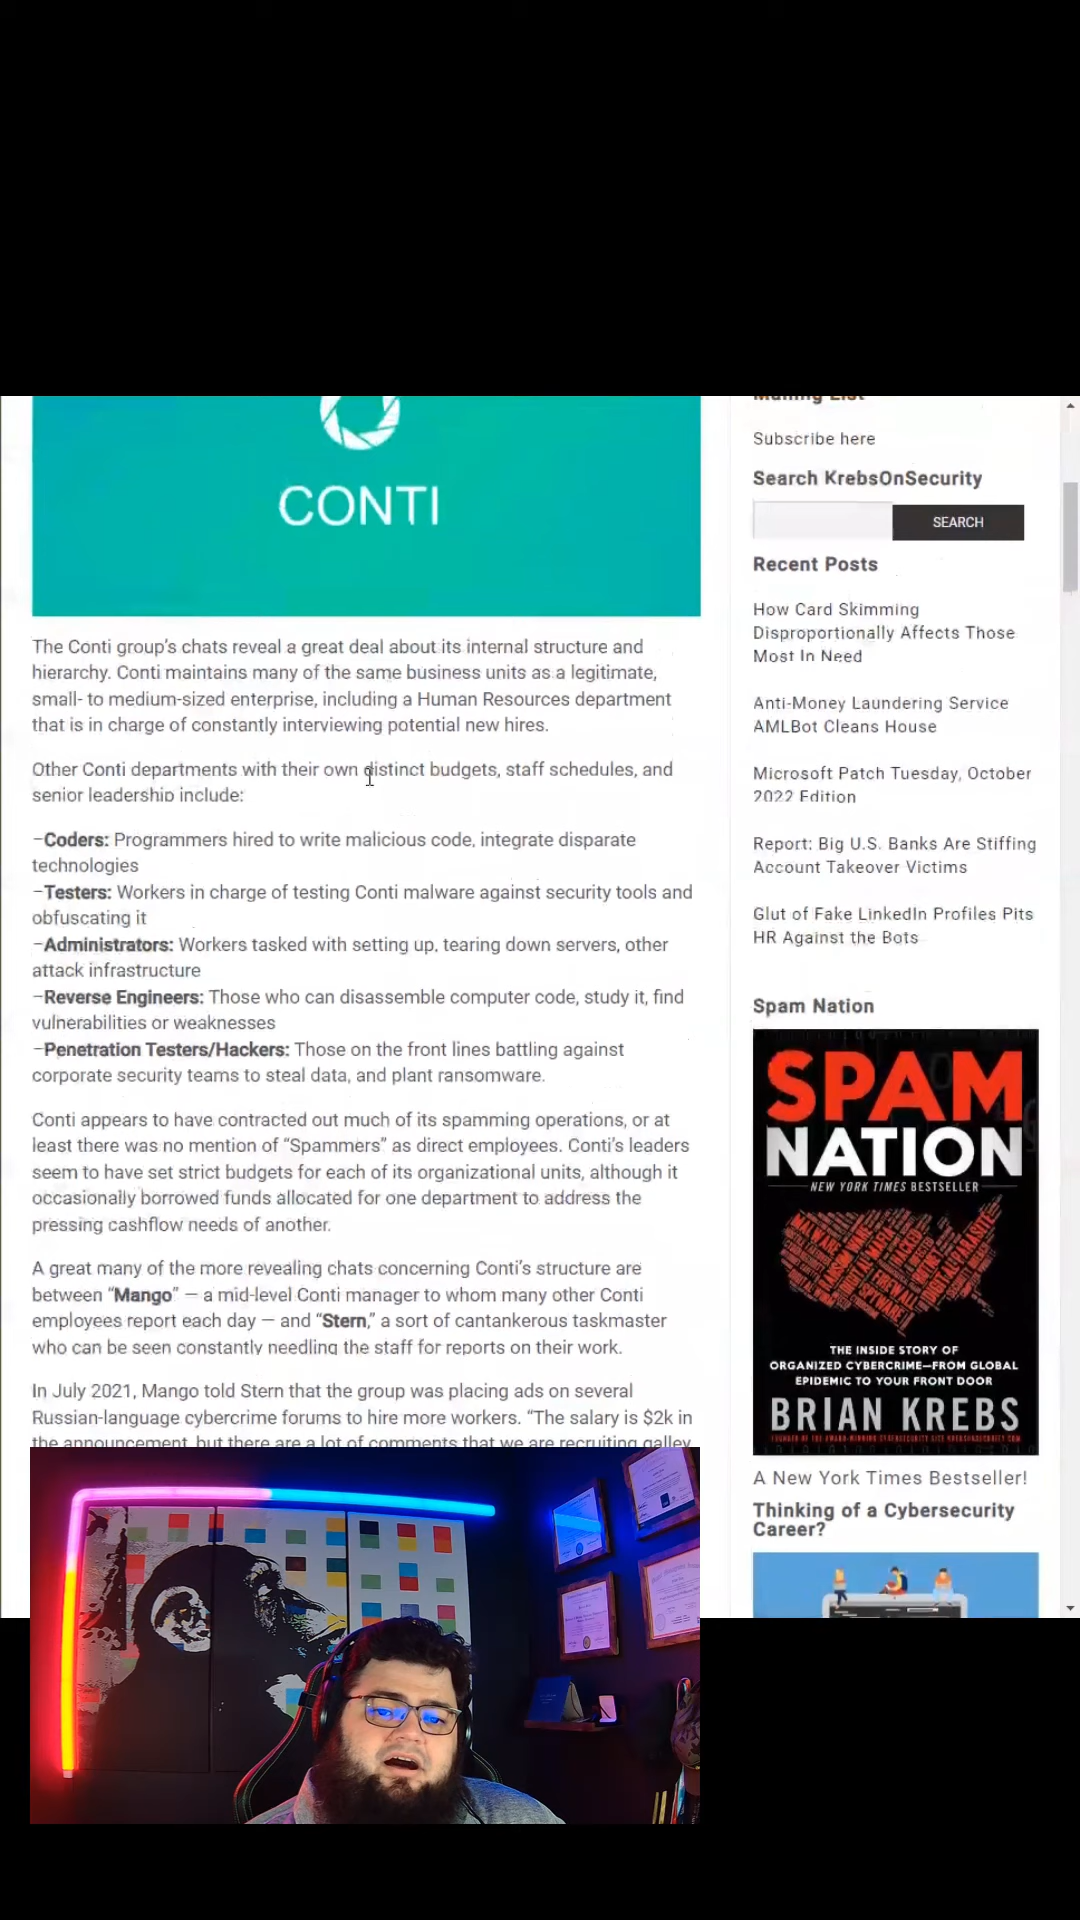 CONTI
The Conti group's chats reveal a great deal about its internal structure and
hierarchy. Conti maintains many of the same business units as a legitimate,
small- to medium-sized enterprise, including a Human Resources department
that is in charge of constantly interviewing potential new hires.
Other Conti departments with their own distinct budgets, staff schedules, and
senior leadership include:
–Coders: Programmers hired to write malicious code, integrate disparate
technologies
–Testers: Workers in charge of testing Conti malware against security tools and
obfuscating it
–Administrators: Workers tasked with setting up, tearing down servers, other
attack infrastructure
–Reverse Engineers: Those who can disassemble computer code, study it, find
vulnerabilities or weaknesses
–Penetration Testers/Hackers: Those on the front lines battling against
corporate security teams to steal data, and plant ransomware.
Conti appears to have contracted out much of its spamming operations, or at
least there was no mention of “Spammers” as direct employees. Conti's leaders
seem to have set strict budgets for each of its organizational units, although it
occasionally borrowed funds allocated for one department to address the
pressing cashflow needs of another.
A great many of the more revealing chats concerning Conti's structure are
between “Mango” — a mid-level Conti manager to whom many other Conti
employees report each day — and “Stern,” a sort of cantankerous taskmaster
who can be seen constantly needling the staff for reports on their work.
In July 2021, Mango told Stern that the group was placing ads on several
Russian-language cybercrime forums to hire more workers. “The salary is $2k in
the announcement, but there are a lot of comments that we are recruiting galley
Mailing List
Subscribe here
Search KrebsOnSecurity
SEARCH
Recent Posts
How Card Skimming
Disproportionally Affects Those
Most In Need
Anti-Money Laundering Service
AMLBot Cleans House
Microsoft Patch Tuesday, October
2022 Edition
Report: Big U.S. Banks Are Stiffing
Account Takeover Victims
Glut of Fake LinkedIn Profiles Pits
HR Against the Bots
Spam Nation
SPAM
NATION
NEW YORK TIMES BESTSELLER
THE INSIDE STORY OF
ORGANIZED CYBERCRIME—FROM GLOBAL
EPIDEMIC TO YOUR FRONT DOOR
BRIAN KREBS
A New York Times Bestseller!
Thinking of a Cybersecurity
Career?